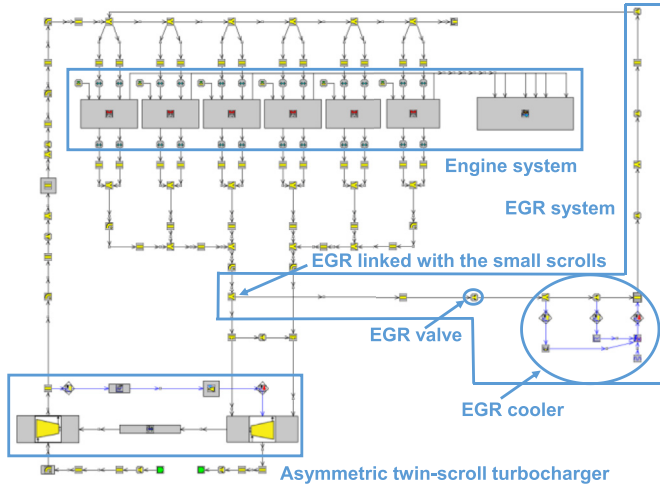 Engine system
EGR system
EGR linked with the small scrolls
EGR valve
EGR cooler
Asymmetric twin-scroll turbocharger